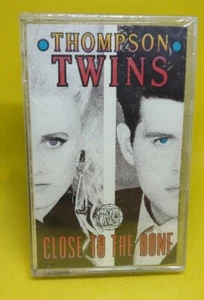 THOMPSON
TWINS
CLOSE TO THE BONE